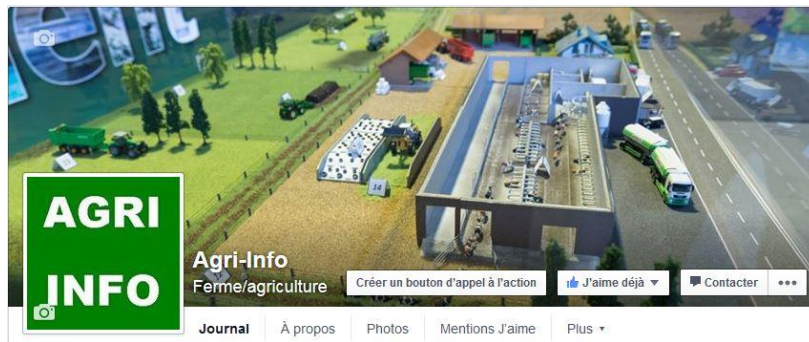 AGRI
INFO
14
Agri-Info
Ferme/agriculture
Créer un bouton d'appel à l'action
J'aime déjà
Contacter
Journal
À propos
Photos
Mentions J'aime
Plus